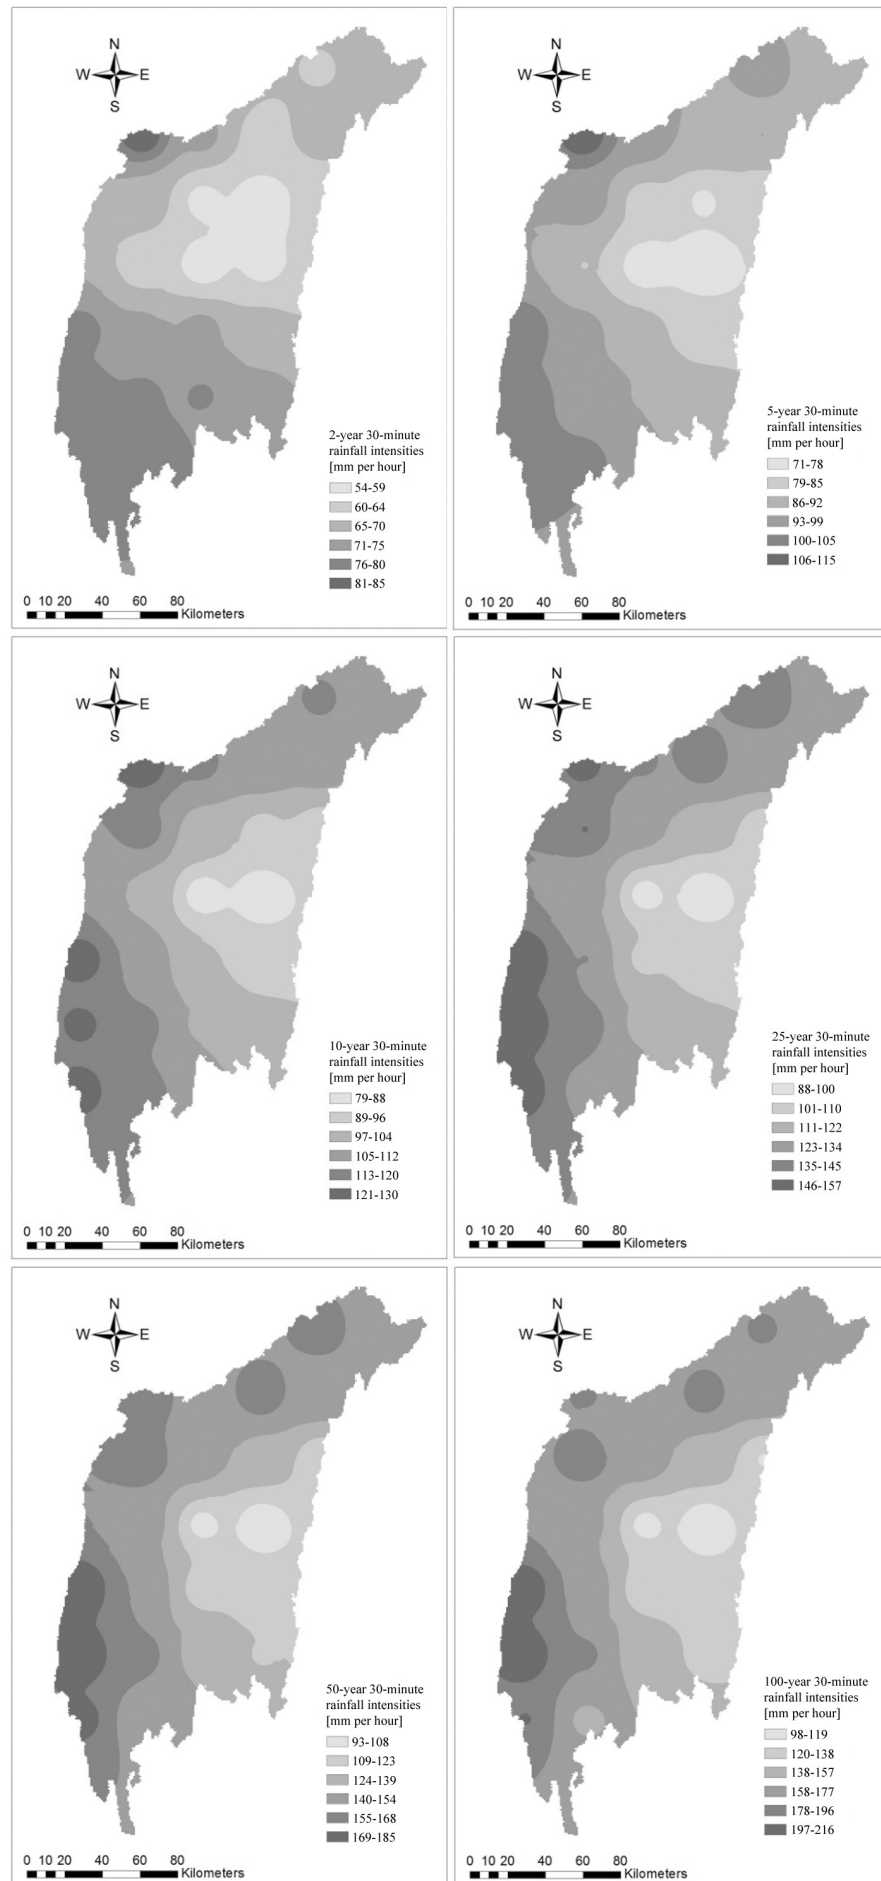 N
W E
S
2-year 30-minute
rainfall intensities
[mm per hour]
54-59
60-64
65-70
71-75
76-80
81-85
0 10 20 40 60 80
Kilometers
N
W E
S
5-year 30-minute
rainfall intensities
[mm per hour]
71-78
79-85
86-92
93-99
100-105
106-115
0 10 20 40 60 80
Kilometers
N
W E
S
10-year 30-minute
rainfall intensities
[mm per hour]
79-88
89-96
97-104
105-112
113-120
121-130
0 10 20 40 60 80
Kilometers
N
W E
S
25-year 30-minute
rainfall intensities
[mm per hour]
88-100
101-110
111-122
123-134
135-145
146-157
0 10 20 40 60 80
Kilometers
N
W E
S
50-year 30-minute
rainfall intensities
[mm per hour]
93-108
109-123
124-139
140-154
155-168
169-185
0 10 20 40 60 80
Kilometers
N
W E
S
100-year 30-minute
rainfall intensities
[mm per hour]
98-119
120-138
138-157
158-177
178-196
197-216
0 10 20 40 60 80
Kilometers